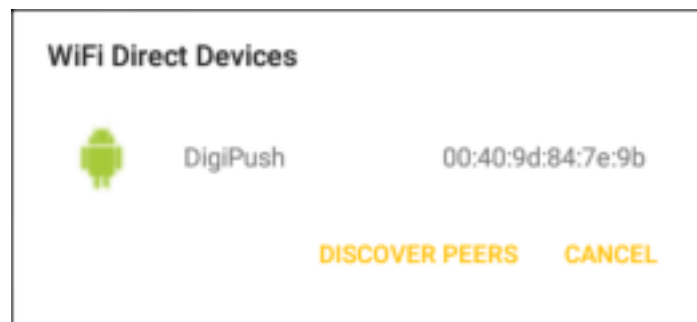 WiFi Direct Devices
DigiPush 00:40:9d:84:7e:9b
DISCOVER PEERS CANCEL